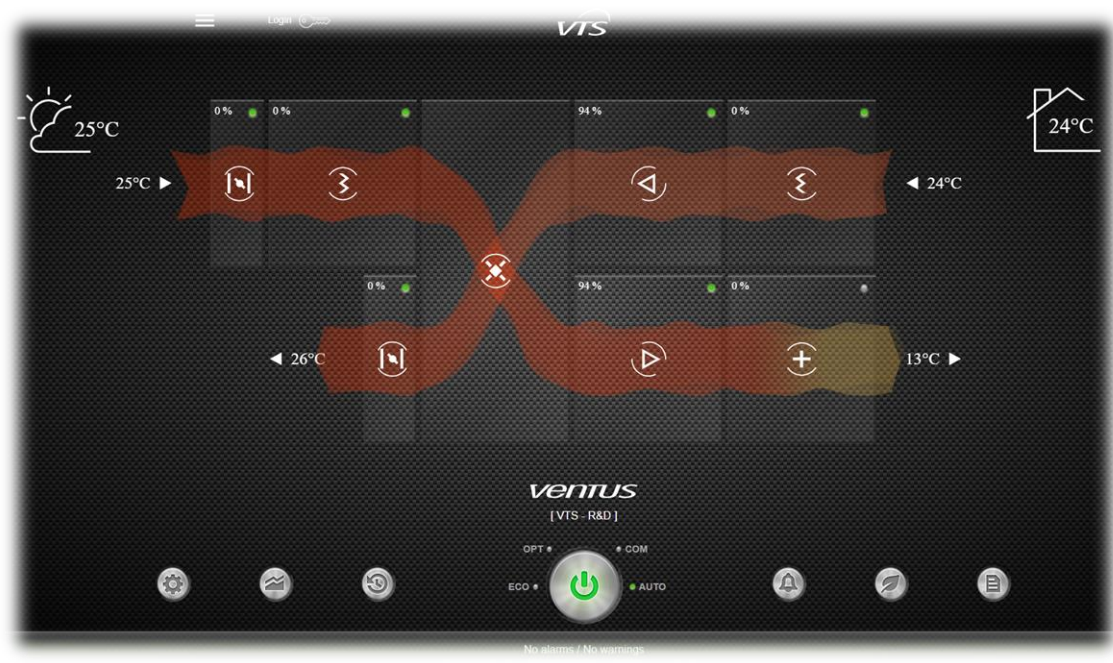 Login
VTS
25°C
24°C
0 %
0 %
94 %
0 %
25°C
24°C
0 %
94 %
0 %
26°C
13°C
VENTUS
[ VTS - R&D ]
OPT
COM
ECO
AUTO
No alarms / No warnings